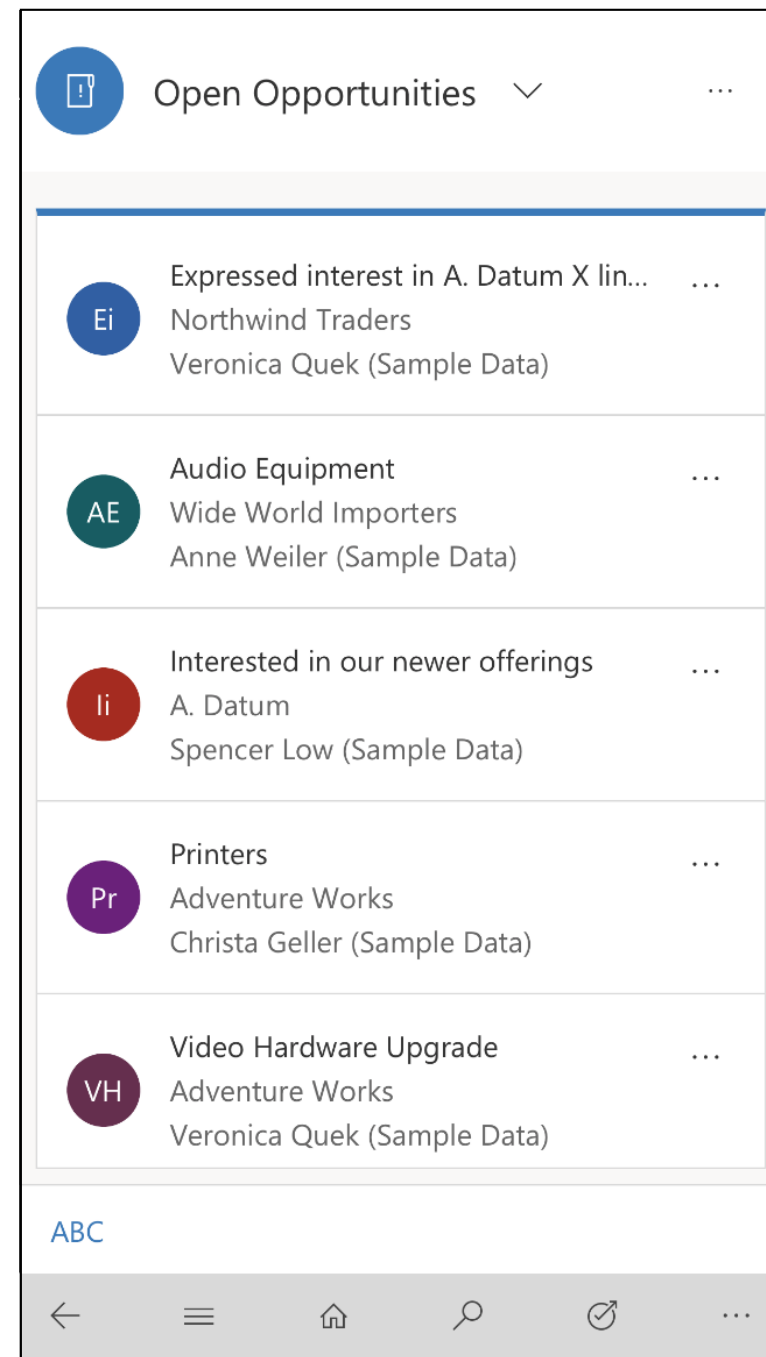 Open Opportunities
...
Ei
Expressed interest in A. Datum X lin...
...
Northwind Traders
Veronica Quek (Sample Data)
AE
Audio Equipment
...
Wide World Importers
Anne Weiler (Sample Data)
Ii
Interested in our newer offerings
...
A. Datum
Spencer Low (Sample Data)
Pr
Printers
...
Adventure Works
Christa Geller (Sample Data)
VH
Video Hardware Upgrade
...
Adventure Works
Veronica Quek (Sample Data)
ABC
...